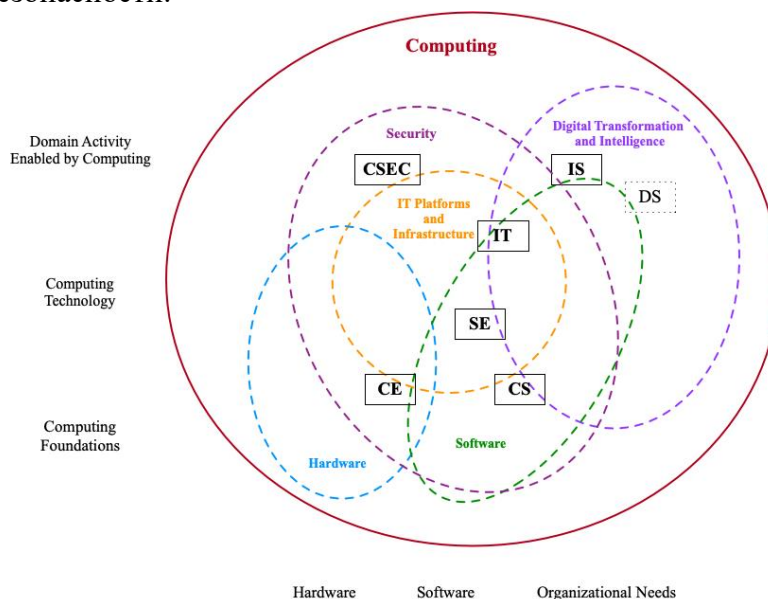 Computing
Domain Activity
Enabled by Computing
Security
Digital Transformation
and Intelligence
CSEC
IS
DS
IT Platforms
and
Infrastructure
IT
Computing
Technology
SE
CE
CS
Computing
Foundations
Software
Hardware
Hardware
Software
Organizational Needs